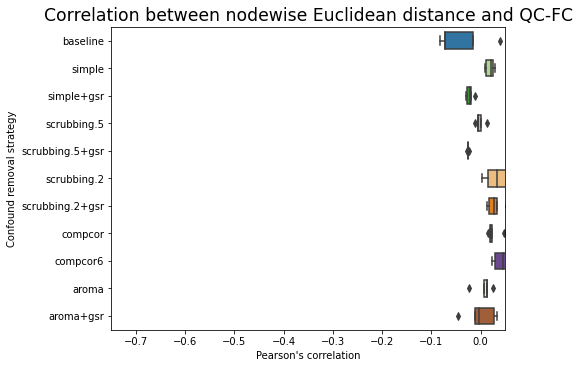 Correlation between nodewise Euclidean distance and QC-FC
baseline
simple
simple+gsr
scrubbing.5
scrubbing.5+gsr
scrubbing.2
scrubbing.2+gsr
compcor
compcor6
aroma
aroma+gsr
Confound removal strategy
−0.7 −0.6 −0.5 −0.4 −0.3 −0.2 −0.1 0.0
Pearson's correlation